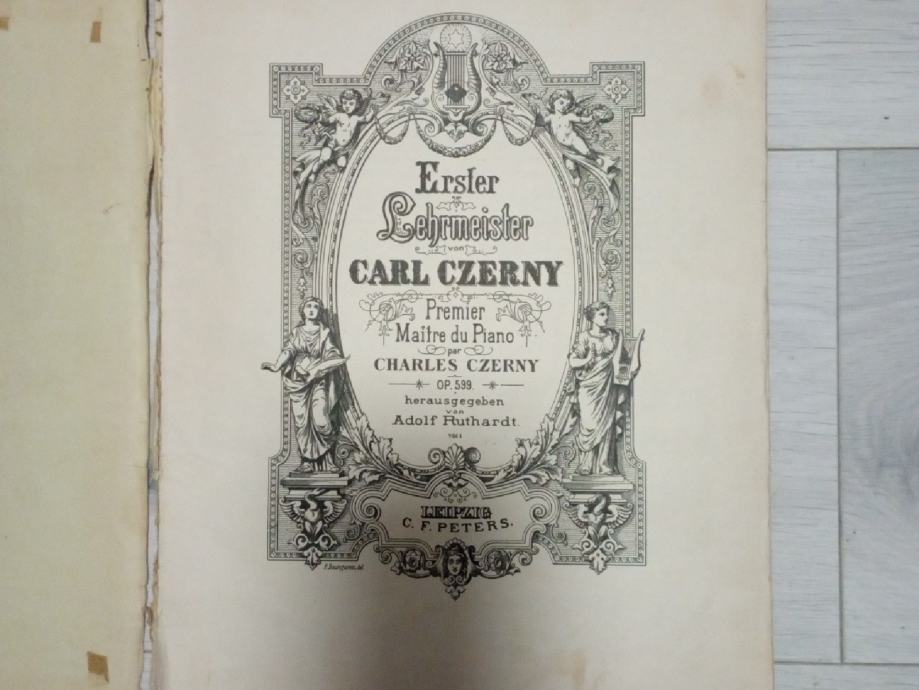 Erster
Lehrmeister
von
CARL CZERNY
Premier
Maître du Piano
par
CHARLES CZERNY
OP. 599.
herausgegeben
von
Adolf Ruthardt.
LEIPZIG
C. F. PETERS.